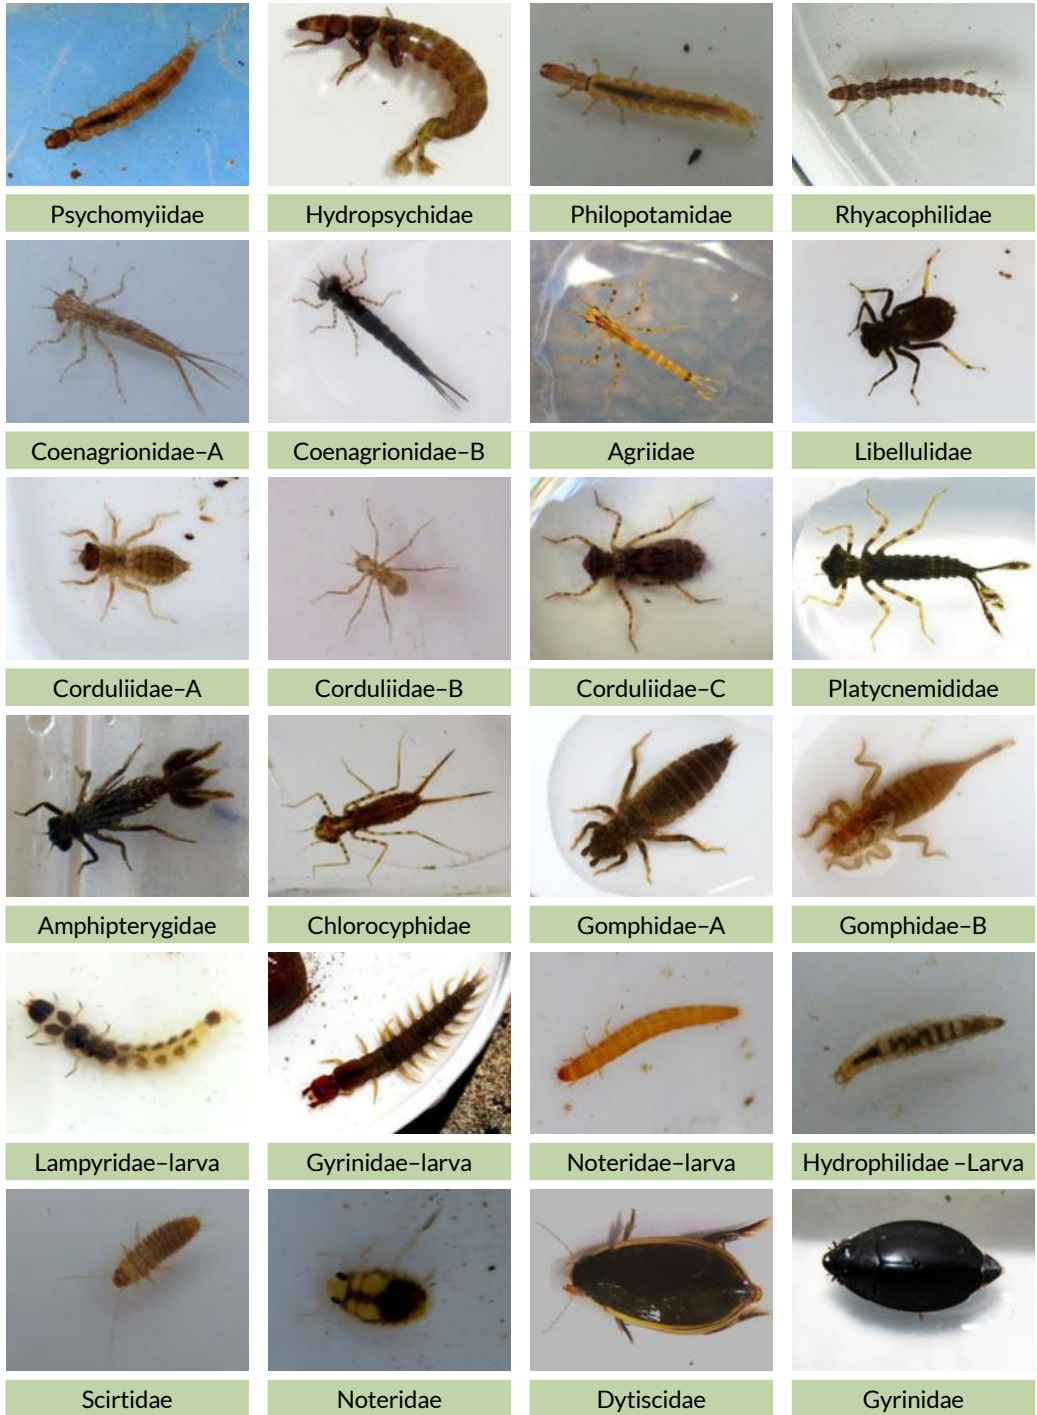 Psychomyiidae
Hydropsychidae
Philopotamidae
Rhyacophilidae
Coenagrionidae–A
Coenagrionidae–B
Agriidae
Libellulidae
Corduliidae–A
Corduliidae–B
Corduliidae–C
Platycnemididae
Amphipterygidae
Chlorocyphidae
Gomphidae–A
Gomphidae–B
Lampyridae–larva
Gyrinidae–larva
Noteridae–larva
Hydrophilidae –Larva
Scirtidae
Noteridae
Dytiscidae
Gyrinidae